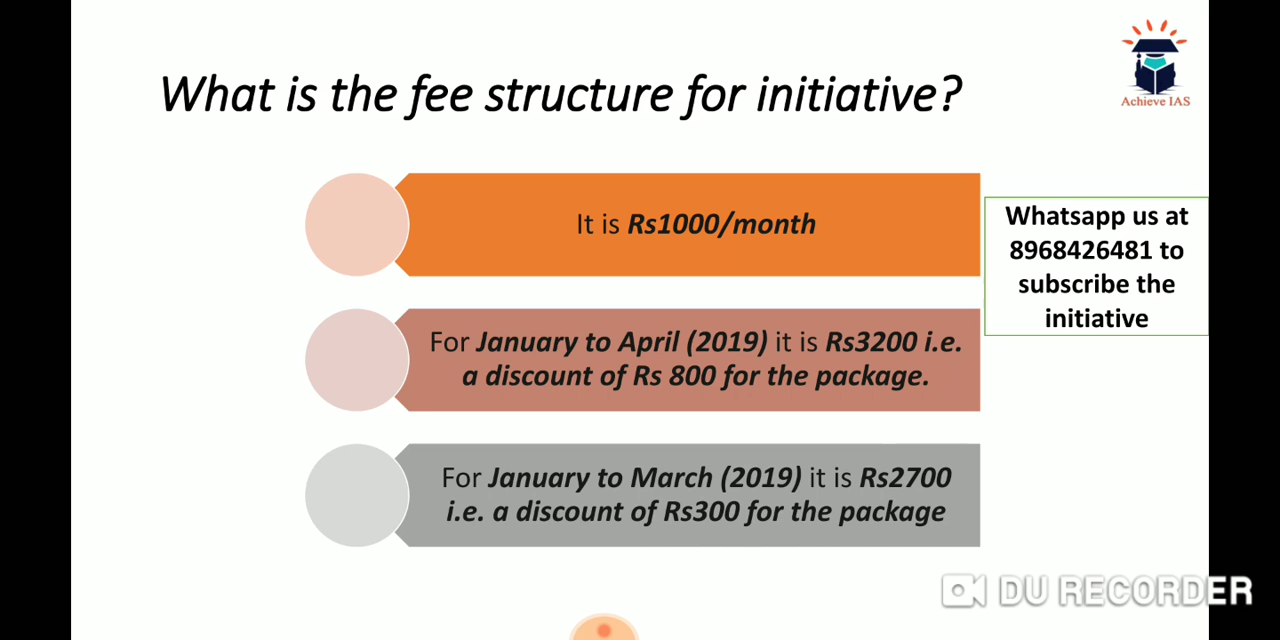 What is the fee structure for initiative?
Achieve IAS
It is Rs1000/month
Whatsapp us at
8968426481 to
subscribe the
initiative
For January to April (2019) it is Rs3200 i.e.
a discount of Rs 800 for the package.
For January to March (2019) it is Rs2700
i.e. a discount of Rs300 for the package
DU RECORDER